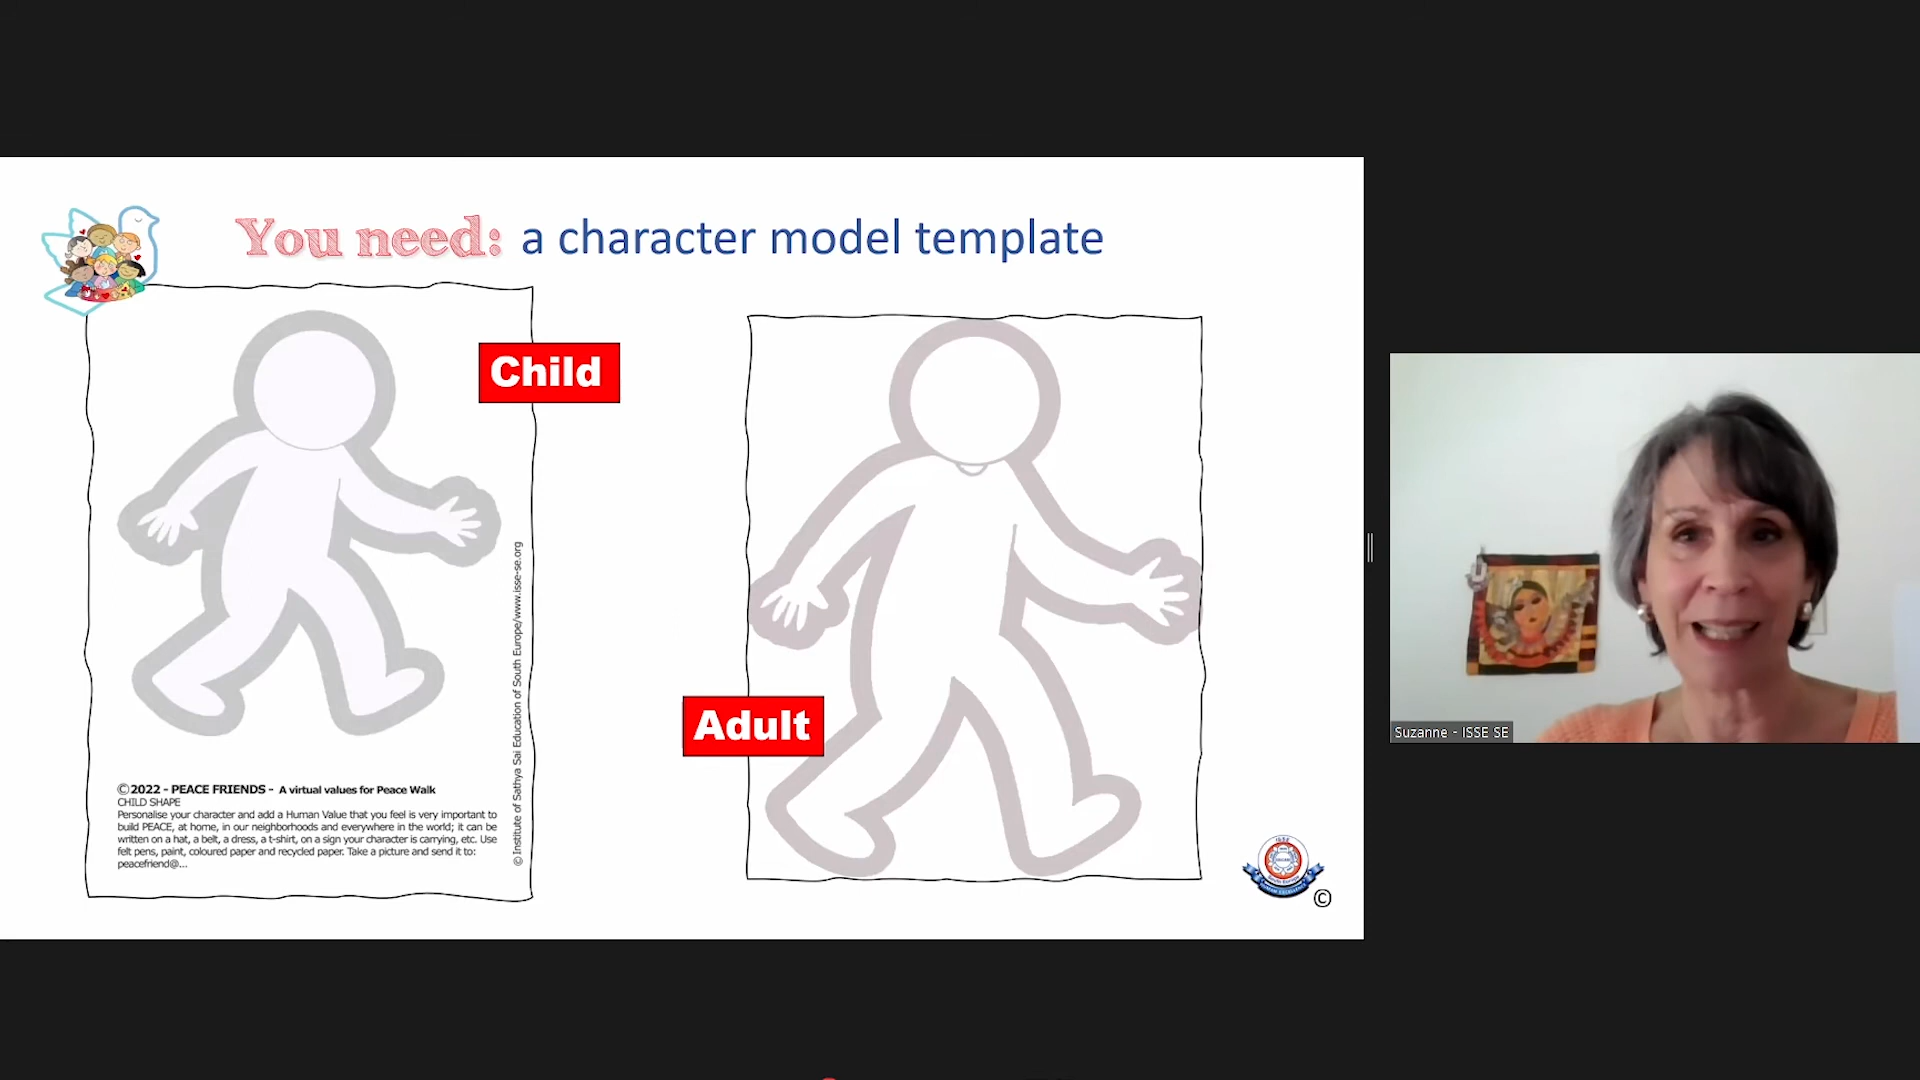 You need: a character model template
Child
Adult
©2022 - PEACE FRIENDS - A virtual values for Peace Walk
CHILD SHAPE
Personalise your character and add a Human Value that you feel is very important to
build PEACE, at home, in our neighborhoods and everywhere in the world; it can be
written on a hat, a belt, a dress, a t-shirt, on a sign your character is carrying, etc. Use
felt pens, paint, coloured paper and recycled paper. Take a picture and send it to:
peacefriend@...
© Institute of Sathya Sai Education of South Europe/www.isse-se.org
ISSE
©
Suzanne - ISSE SE